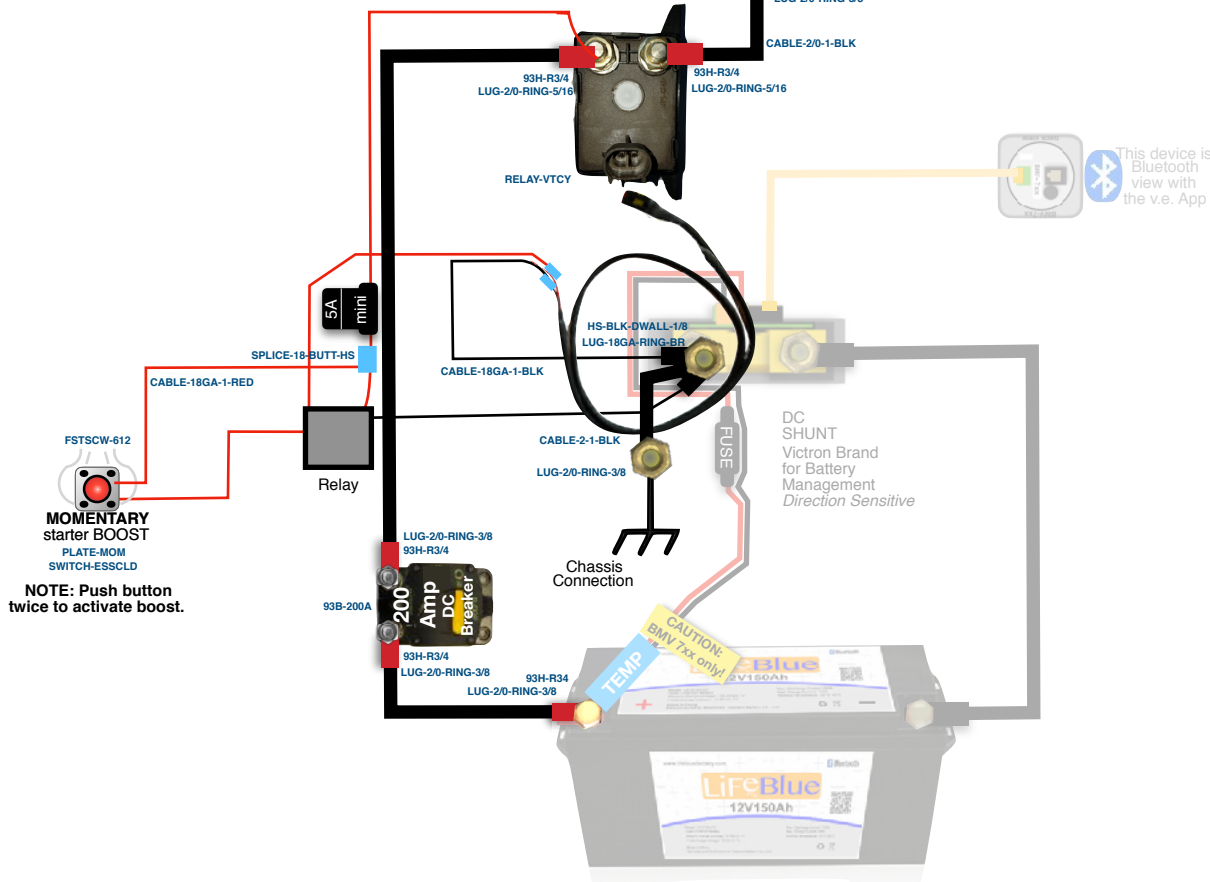 CABLE-2/0-1-BLK
93H-R3/4
LUG-2/0-RING-5/16
93H-R3/4
LUG-2/0-RING-5/16
RELAY-VTCY
This device is
Bluetooth
view with
the v.e. App
5A
mini
HS-BLK-DWALL-1/8
LUG-18GA-RING-BR
SPLICE-18-BUTT-HS
CABLE-18GA-1-BLK
CABLE-18GA-1-RED
FSTSCW-612
CABLE-2-1-BLK
LUG-2/0-RING-3/8
FUSE
DC
SHUNT
Victron Brand
for Battery
Management
Direction Sensitive
Relay
MOMENTARY
starter BOOST
PLATE-MOM
SWITCH-ESSCLD
NOTE: Push button
twice to activate boost.
LUG-2/0-RING-3/8
93H-R3/4
Chassis
Connection
93B-200A
200
Amp
DC
Breaker
93H-R3/4
LUG-2/0-RING-3/8
93H-R34
LUG-2/0-RING-3/8
CAUTION:
BMV 7xx only!
TEMP
Blue
2V150Ah
Bluetooth
LiFeBlue
12V150Ah